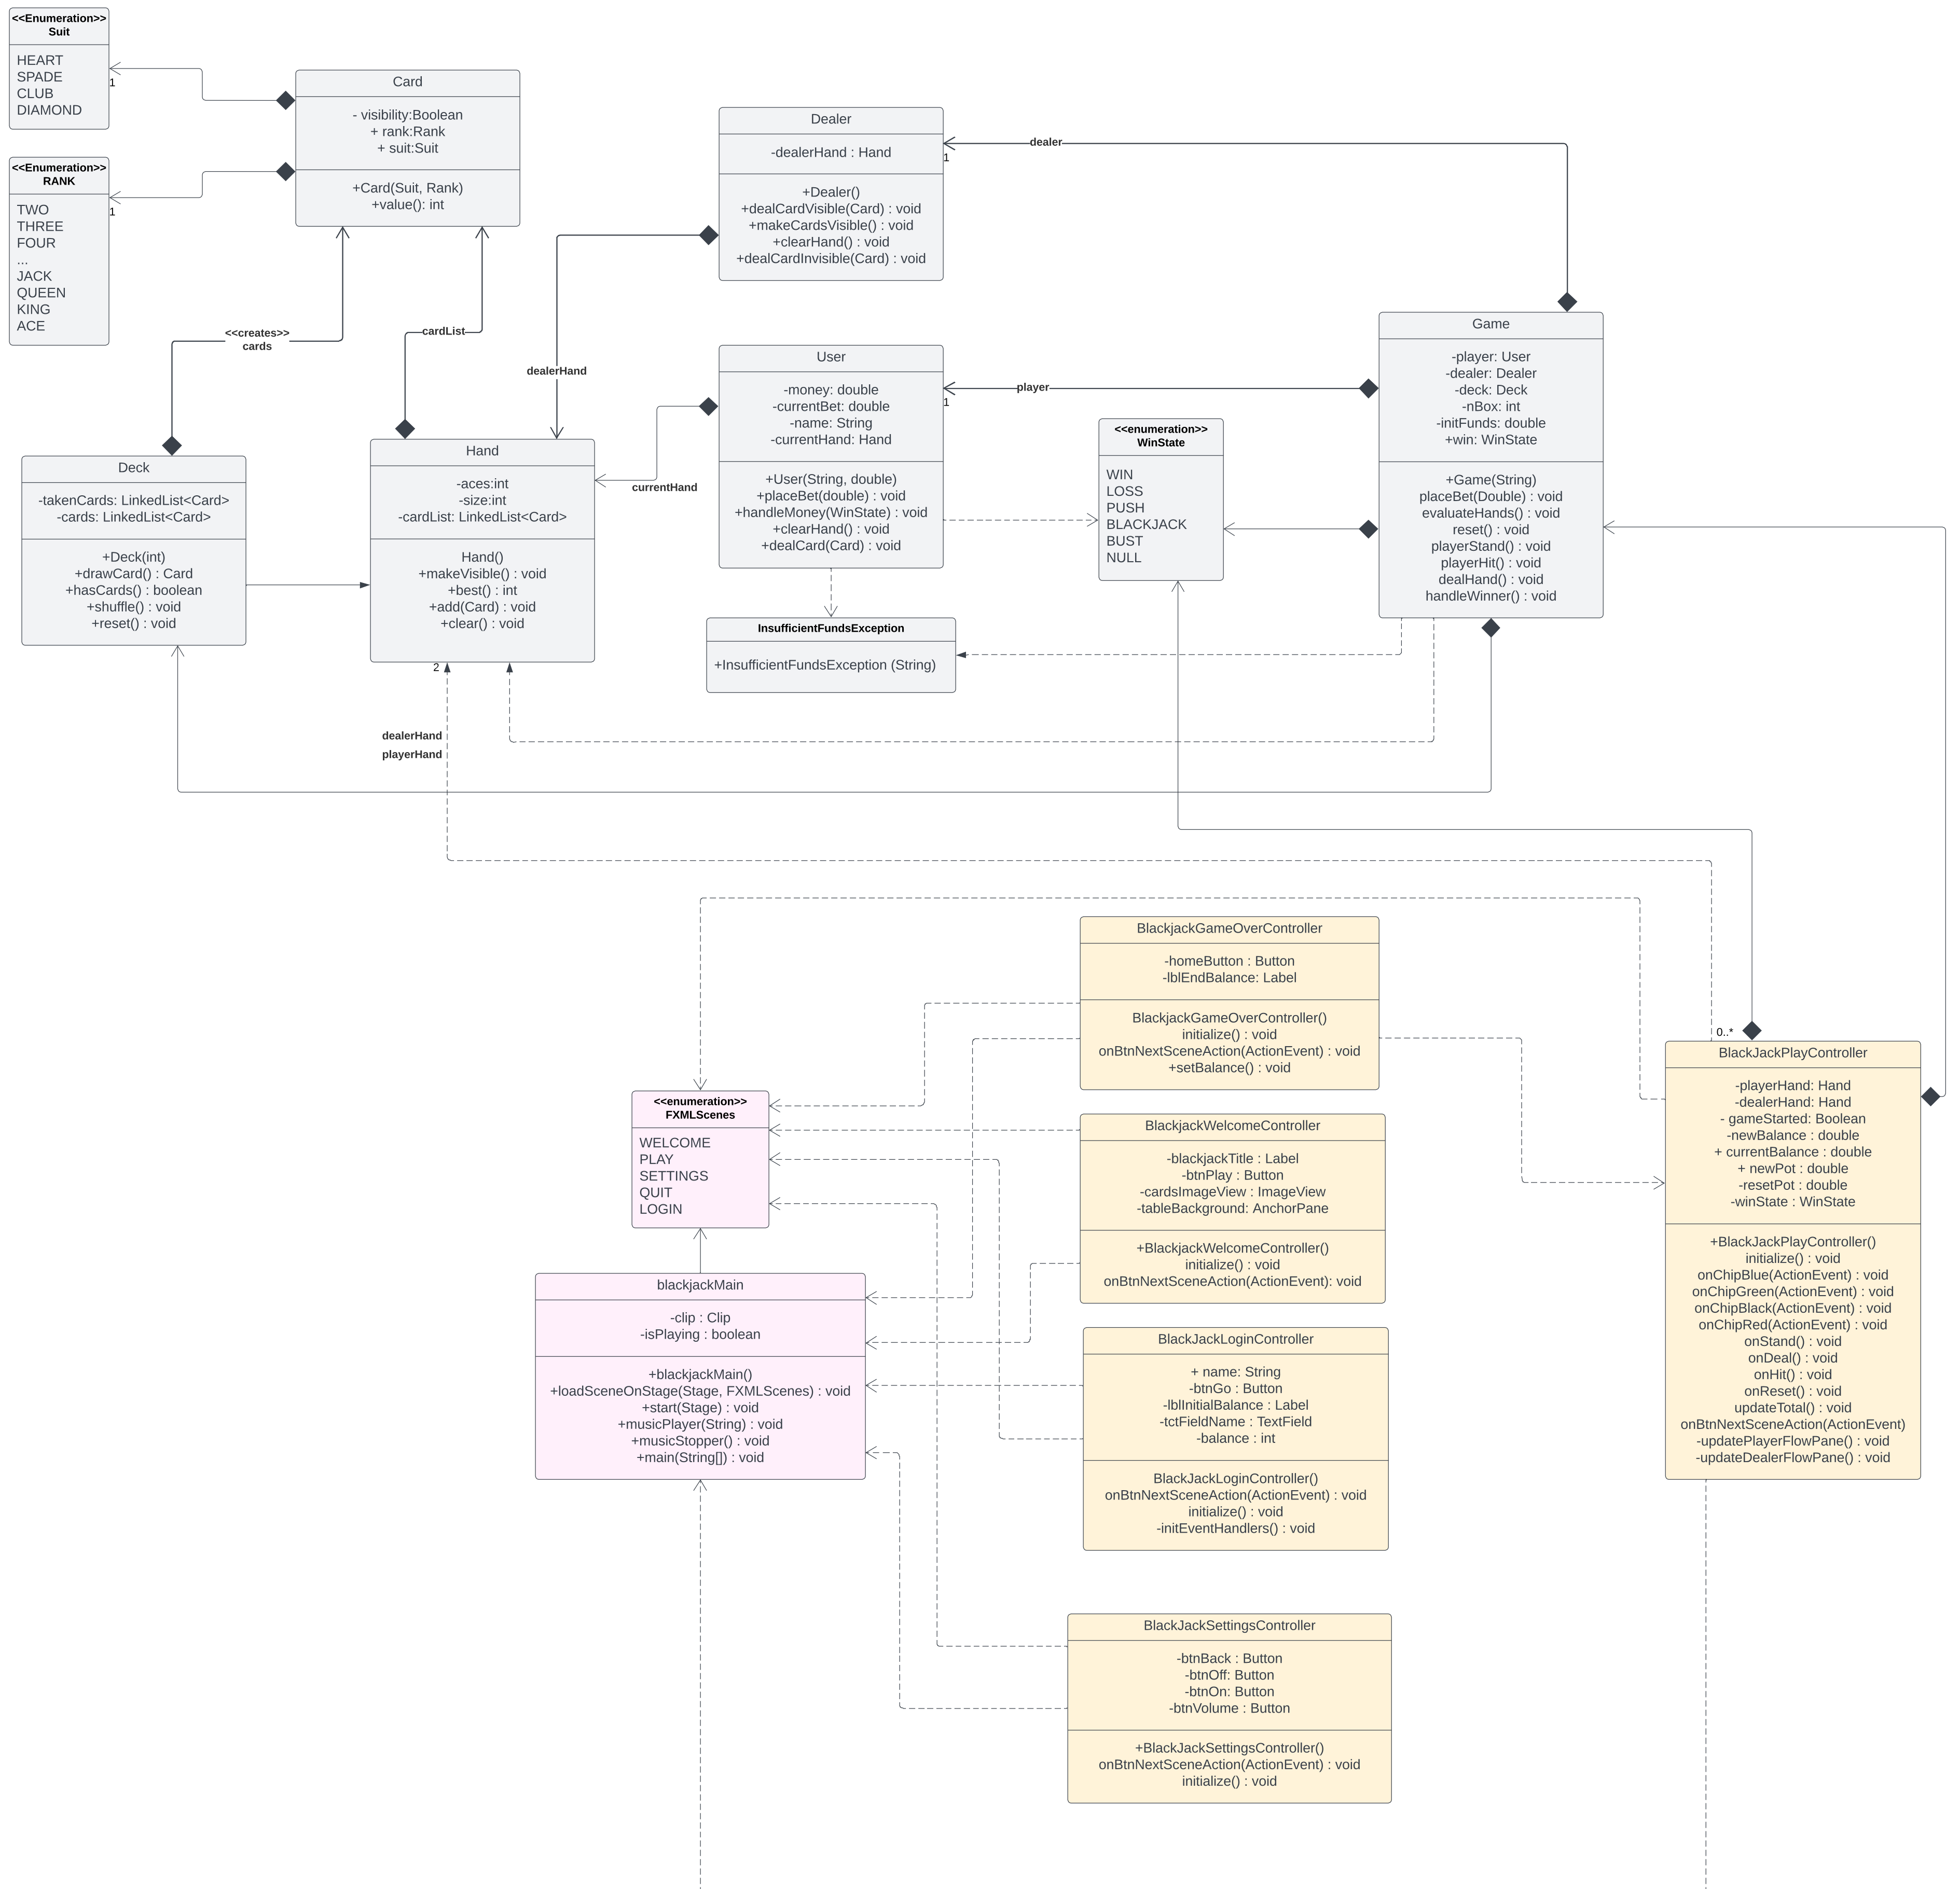 <<Enumeration>>
Suit
HEART
SPADE
CLUB
DIAMOND
1
<<Enumeration>>
RANK
TWO
THREE
FOUR
...
JACK
QUEEN
KING
ACE
1
Card
- visibility:Boolean
+ rank:Rank
+ suit:Suit
+Card(Suit, Rank)
+value(): int
Dealer
-dealerHand : Hand
+Dealer()
+dealCardVisible(Card) : void
+makeCardsVisible() : void
+clearHand() : void
+dealCardInvisible(Card) : void
dealer
1
<<creates>>
cards
cardList
dealerHand
User
-money: double
-currentBet: double
-name: String
-currentHand: Hand
+User(String, double)
+placeBet(double) : void
+handleMoney(WinState) : void
+clearHand() : void
+dealCard(Card) : void
player
1
Game
-player: User
-dealer: Dealer
-deck: Deck
-nBox: int
-initFunds: double
+win: WinState
+Game(String)
placeBet(Double) : void
evaluateHands() : void
reset() : void
playerStand() : void
playerHit() : void
dealHand() : void
handleWinner() : void
<<enumeration>>
WinState
WIN
LOSS
PUSH
BLACKJACK
BUST
NULL
Deck
-takenCards: LinkedList<Card>
-cards: LinkedList<Card>
+Deck(int)
+drawCard() : Card
+hasCards() : boolean
+shuffle() : void
+reset() : void
Hand
-aces:int
-size:int
-cardList: LinkedList<Card>
Hand()
+makeVisible() : void
+best() : int
+add(Card) : void
+clear() : void
currentHand
2
InsufficientFundsException
+InsufficientFundsException (String)
dealerHand
playerHand
BlackjackGameOverController
-homeButton : Button
-lblEndBalance: Label
BlackjackGameOverController()
initialize() : void
onBtnNextSceneAction(ActionEvent) : void
+setBalance() : void
0..*
BlackJackPlayController
-playerHand: Hand
-dealerHand: Hand
- gameStarted: Boolean
-newBalance : double
+ currentBalance : double
+ newPot : double
-resetPot : double
-winState : WinState
+BlackJackPlayController()
initialize() : void
onChipBlue(ActionEvent) : void
onChipGreen(ActionEvent) : void
onChipBlack(ActionEvent) : void
onChipRed(ActionEvent) : void
onStand() : void
onDeal() : void
onHit() : void
onReset() : void
updateTotal() : void
onBtnNextSceneAction(ActionEvent)
-updatePlayerFlowPane() : void
-updateDealerFlowPane() : void
<<enumeration>>
FXMLScenes
WELCOME
PLAY
SETTINGS
QUIT
LOGIN
BlackjackWelcomeController
-blackjackTitle : Label
-btnPlay : Button
-cardsImageView : ImageView
-tableBackground: AnchorPane
+BlackjackWelcomeController()
initialize() : void
onBtnNextSceneAction(ActionEvent): void
blackjackMain
-clip : Clip
-isPlaying : boolean
+blackjackMain()
+loadSceneOnStage(Stage, FXMLScenes) : void
+start(Stage) : void
+musicPlayer(String) : void
+musicStopper() : void
+main(String[]) : void
BlackJackLoginController
+ name: String
-btnGo : Button
-lblInitialBalance : Label
-tctFieldName : TextField
-balance : int
BlackJackLoginController()
onBtnNextSceneAction(ActionEvent) : void
initialize() : void
-initEventHandlers() : void
BlackJackSettingsController
-btnBack : Button
-btnOff: Button
-btnOn: Button
-btnVolume : Button
+BlackJackSettingsController()
onBtnNextSceneAction(ActionEvent) : void
initialize() : void